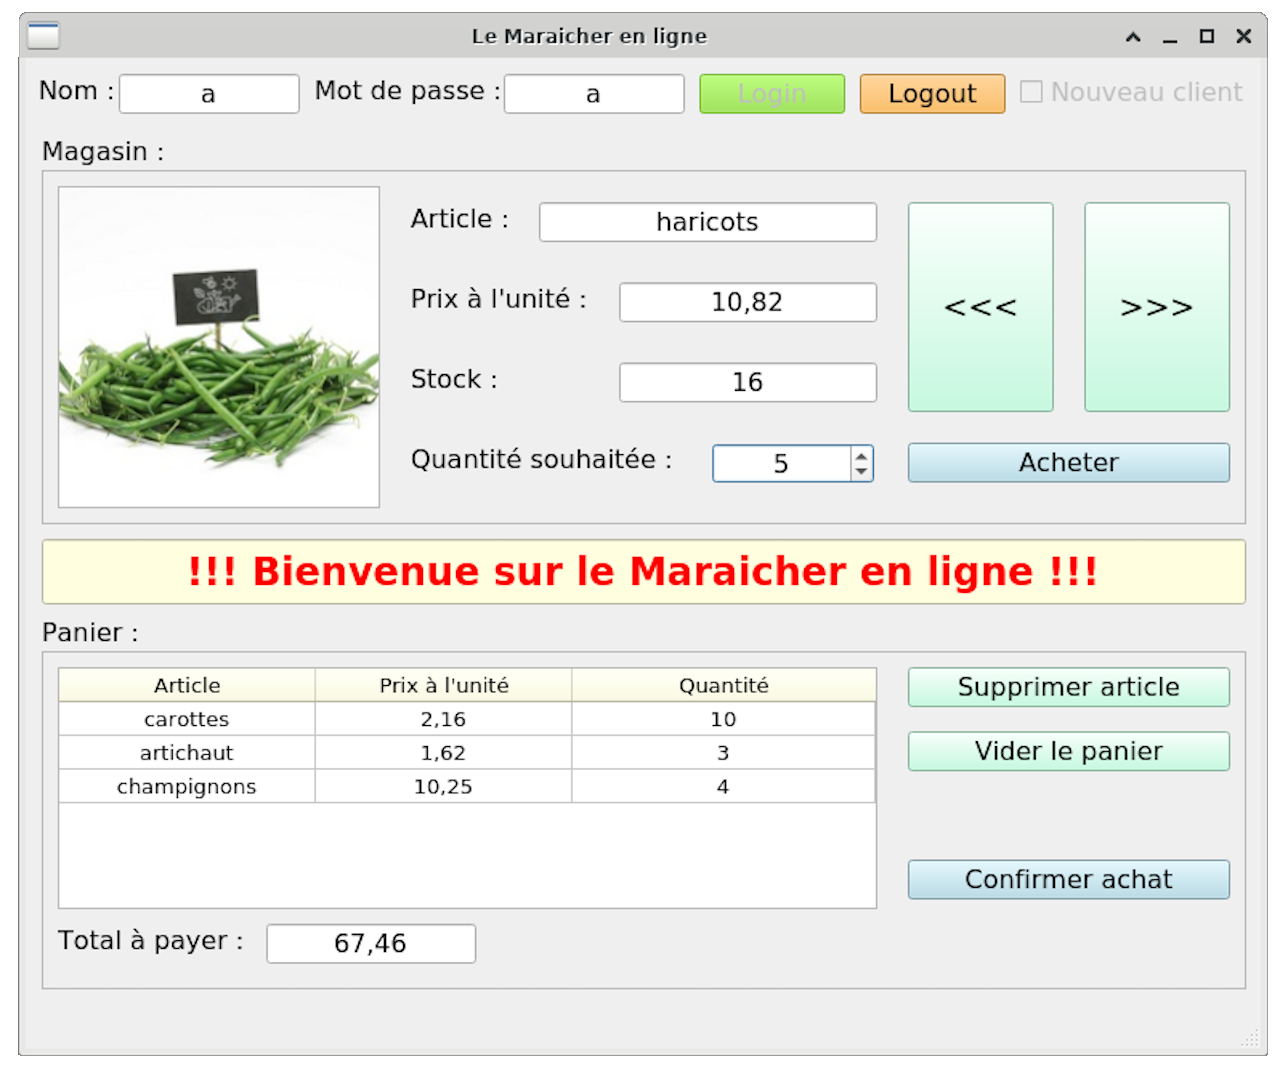 Le Maraicher en ligne
Nom : a Mot de passe : a Login Logout Nouveau client
Magasin :
Article : haricots
Prix à l'unité : 10,82
<<< >>>
Stock : 16
Quantité souhaitée : 5 Acheter
!!! Bienvenue sur le Maraicher en ligne !!!
Panier :
Article Prix à l'unité Quantité
carottes 2,16 10
artichaut 1,62 3
champignons 10,25 4
Supprimer article
Vider le panier
Confirmer achat
Total à payer : 67,46